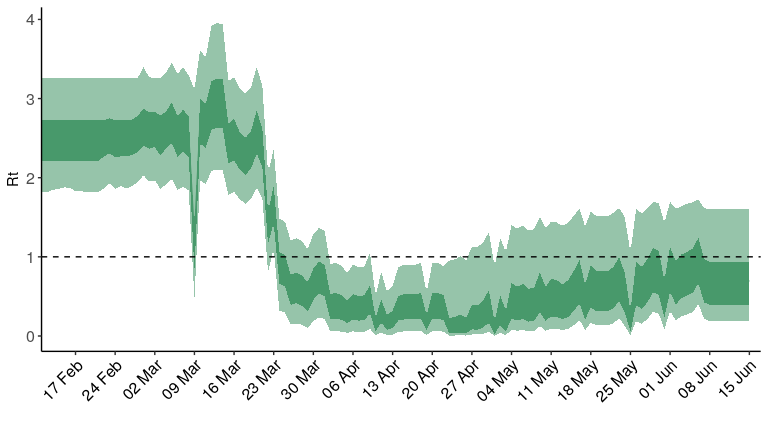 4
3
2
1
0
Rt
17 Feb
24 Feb
02 Mar
09 Mar
16 Mar
23 Mar
30 Mar
06 Apr
13 Apr
20 Apr
27 Apr
04 May
11 May
18 May
25 May
01 Jun
08 Jun
15 Jun